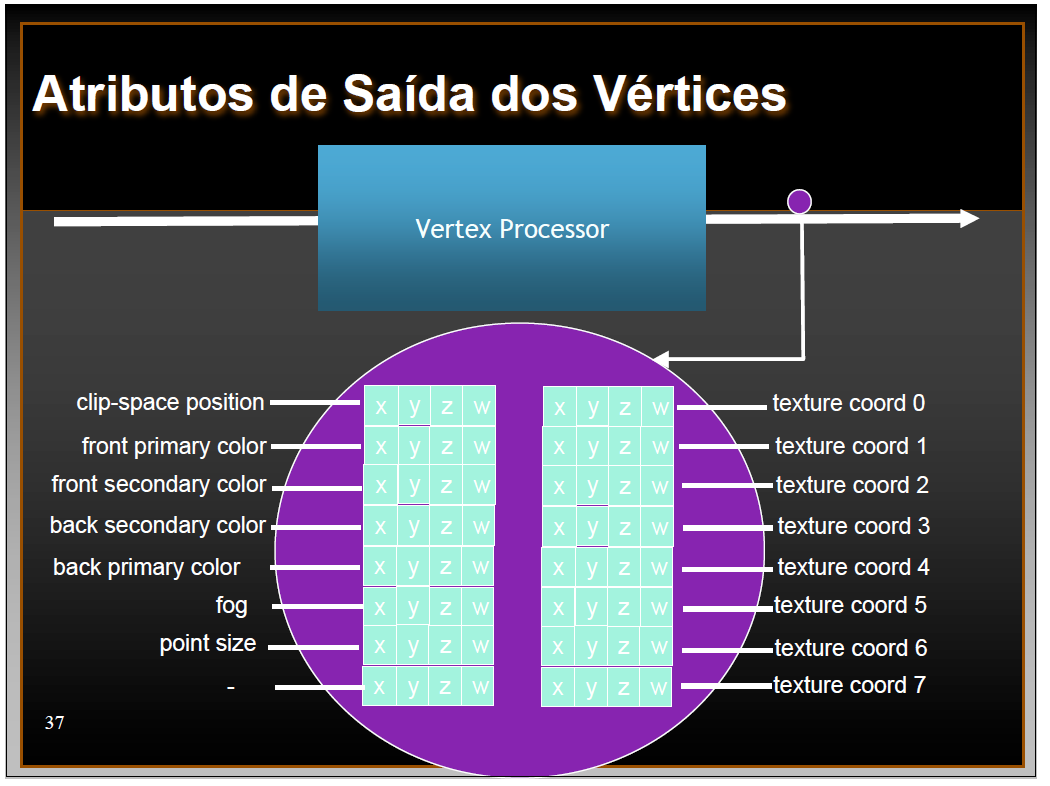 Atributos de Saída dos Vértices
Vertex Processor
clip-space position x y z w x y z w texture coord 0
front primary color x y z w x y z w texture coord 1
front secondary color x y z w x y z w texture coord 2
back secondary color x y z w x y z w texture coord 3
back primary color x y z w x y z w texture coord 4
fog x y z w x y z w texture coord 5
point size x y z w x y z w texture coord 6
- x y z w x y z w texture coord 7
37